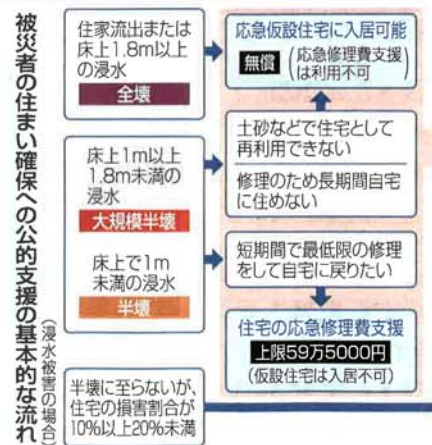 被災者の住まい確保への公的支援の基本的な流れ
(浸水被害の場合)
住家流出または
床上1.8m以上
の浸水
全壊
床上1m以上
1.8m未満の
浸水
大規模半壊
床上で1m
未満の浸水
半壊
半壊に至らないが、
住宅の損害割合が
10%以上20%未満
応急仮設住宅に入居可能
無償(応急修理費支援は利用不可)
土砂などで住宅として
再利用できない
修理のため長期間自宅
に住めない
短期間で最低限の修理
をして自宅に戻りたい
住宅の応急修理費支援
上限59万5000円
(仮設住宅は入居不可)